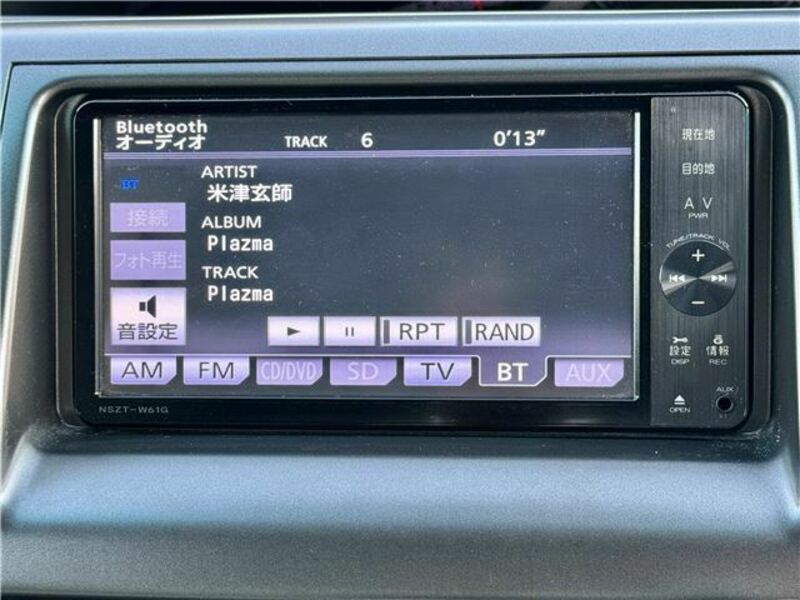 Bluetooth
オーディオ
TRACK 6 0'13"
BT
ARTIST
米津玄師
接続
ALBUM
Plazma
フォト再生
TRACK
Plazma
音設定
RPT RAND
AM FM CD/DVD SD TV BT AUX
NSZT-W61G
現在地
目的地
AV
PWR
TUNE/TRACK VOL
設定 情報
DISP REC
OPEN
AUX